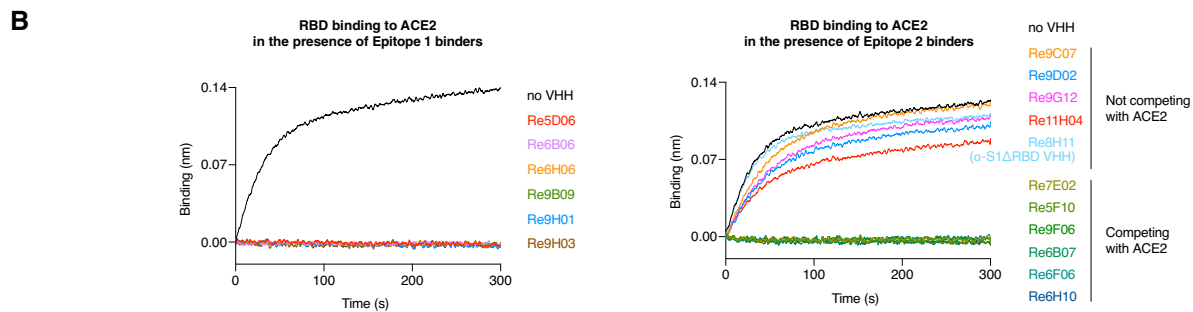 B
RBD binding to ACE2
in the presence of Epitope 1 binders
0.14
0.07
0.00
Binding (nm)
0
100
200
300
Time (s)
no VHH
Re5D06
Re6B06
Re6H06
Re9B09
Re9H01
Re9H03
RBD binding to ACE2
in the presence of Epitope 2 binders
0.14
0.07
0.00
Binding (nm)
0
100
200
300
Time (s)
no VHH
Re9C07
Re9D02
Re9G12
Re11H04
Re8H11
(α-S1ΔRBD VHH)
Not competing
with ACE2
Re7E02
Re5F10
Re9F06
Re6B07
Re6F06
Re6H10
Competing
with ACE2